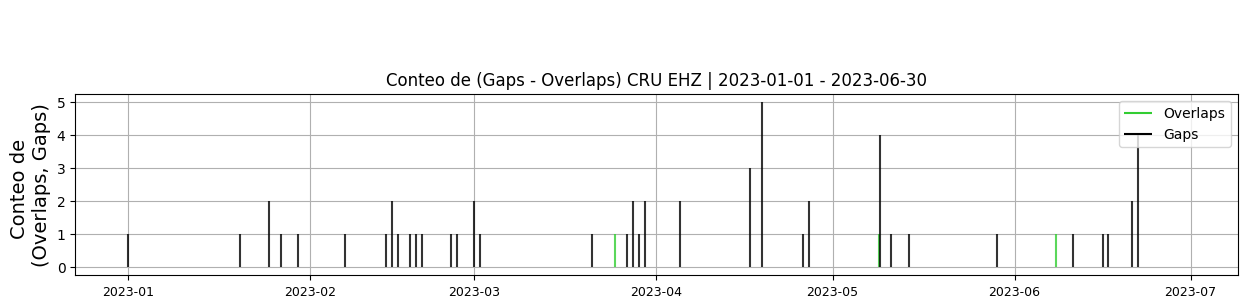 Conteo de (Gaps - Overlaps) CRU EHZ | 2023-01-01 - 2023-06-30
Conteo de
(Overlaps, Gaps)
5
4
3
2
1
0
Overlaps
Gaps
2023-01
2023-02
2023-03
2023-04
2023-05
2023-06
2023-07